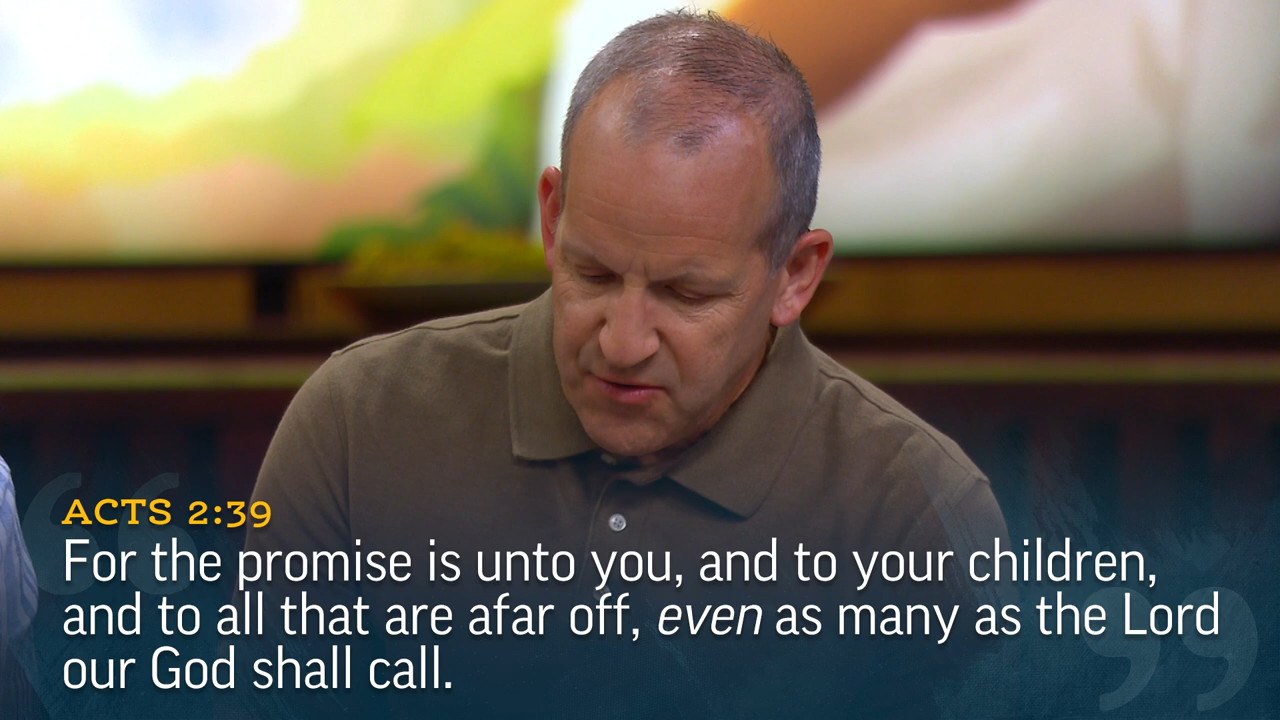 ACTS 2:39
For the promise is unto you, and to your children,
and to all that are afar off, even as many as the Lord
our God shall call.